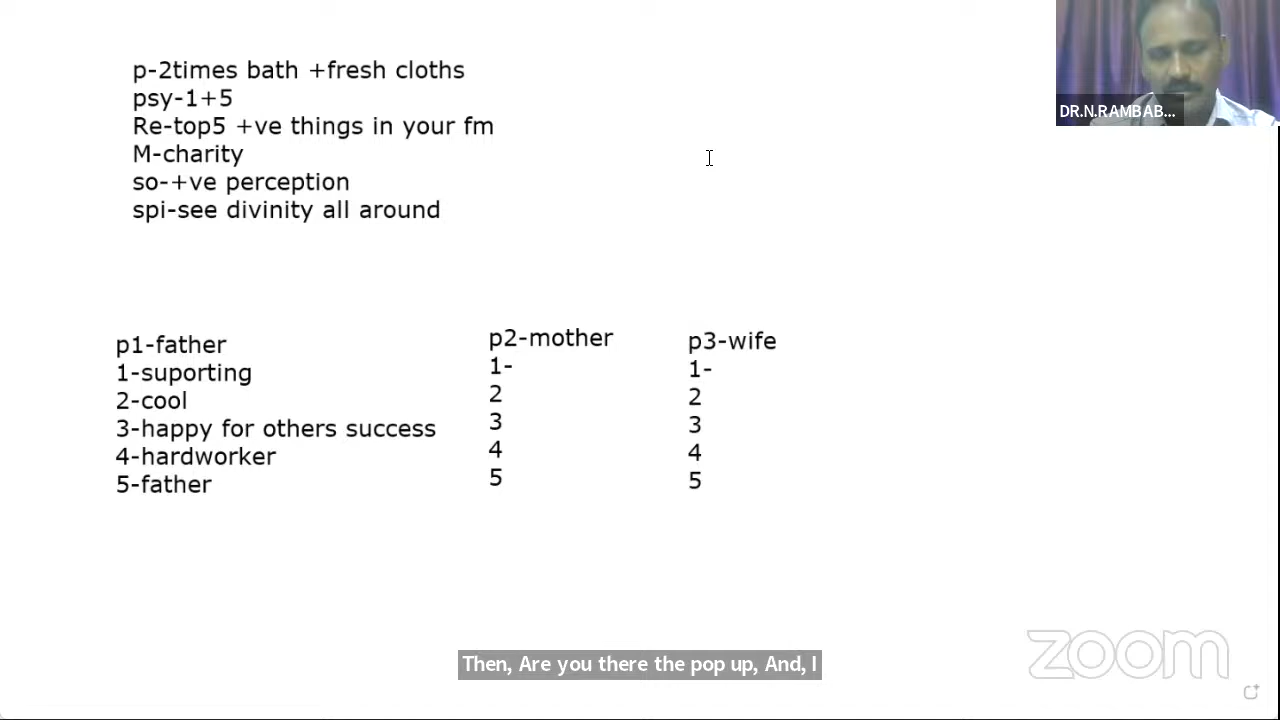 p-2times bath +fresh cloths
psy-1+5
Re-top5 +ve things in your fm
M-charity
so-+ve perception
spi-see divinity all around
DR.N.RAMBAB...
p1-father
1-suporting
2-cool
3-happy for others success
4-hardworker
5-father
p2-mother
1-
2
3
4
5
p3-wife
1-
2
3
4
5
Then, Are you there the pop up, And, I
zoom